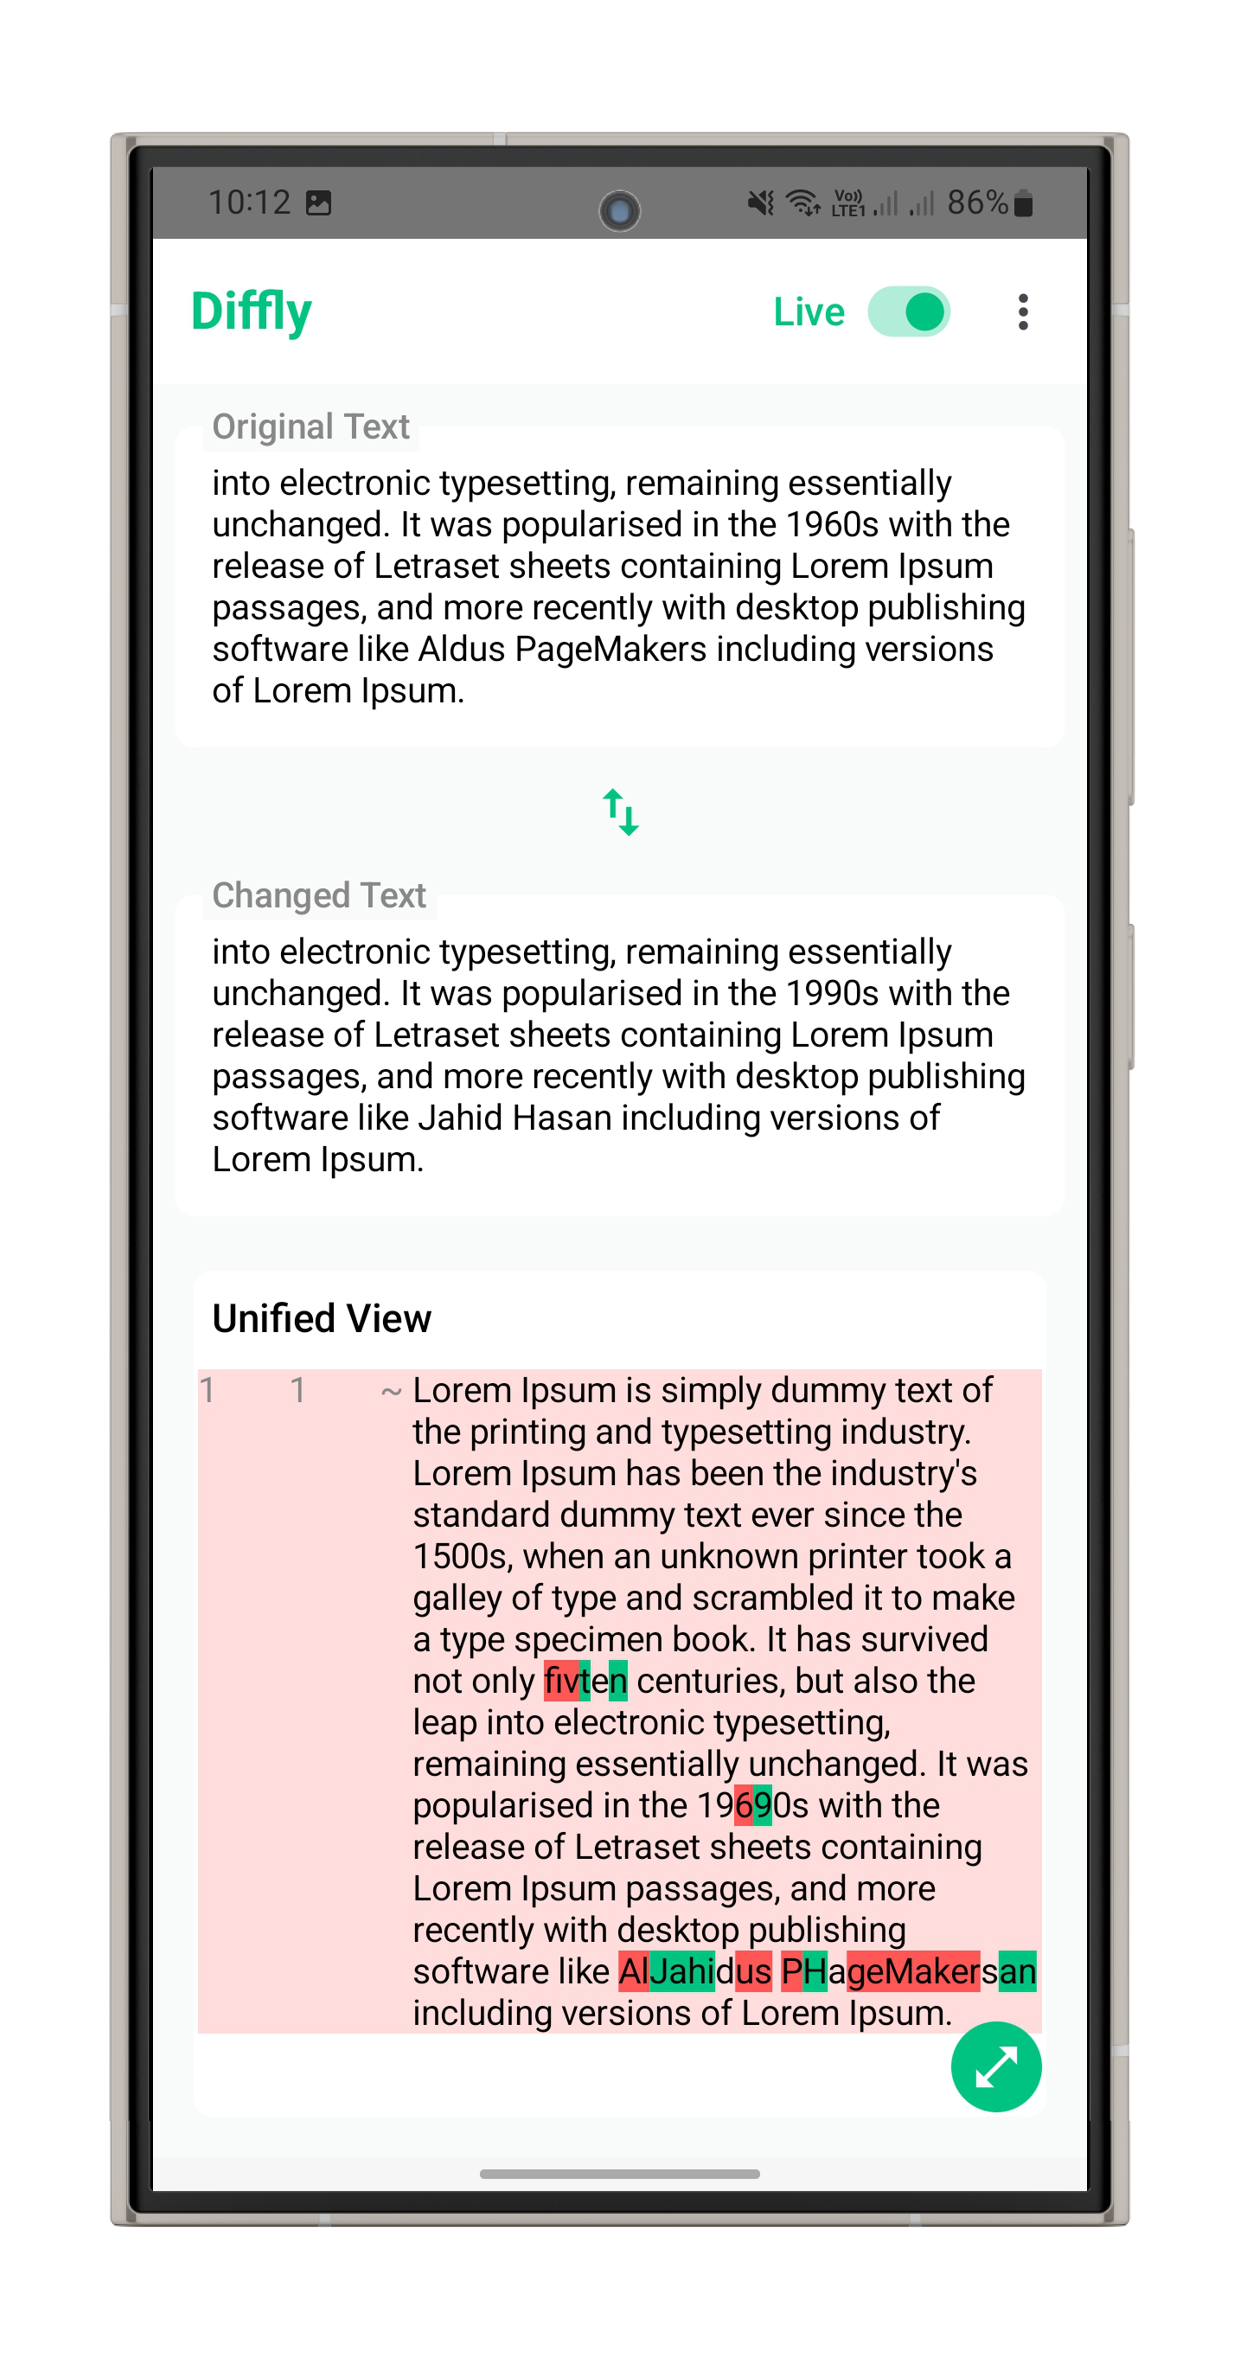 10:12
Vo))
LTE1
86%
Diffly
Live
Original Text
into electronic typesetting, remaining essentially
unchanged. It was popularised in the 1960s with the
release of Letraset sheets containing Lorem Ipsum
passages, and more recently with desktop publishing
software like Aldus PageMakers including versions
of Lorem Ipsum.
Changed Text
into electronic typesetting, remaining essentially
unchanged. It was popularised in the 1990s with the
release of Letraset sheets containing Lorem Ipsum
passages, and more recently with desktop publishing
software like Jahid Hasan including versions of
Lorem Ipsum.
Unified View
1 1 ~ Lorem Ipsum is simply dummy text of
the printing and typesetting industry.
Lorem Ipsum has been the industry's
standard dummy text ever since the
1500s, when an unknown printer took a
galley of type and scrambled it to make
a type specimen book. It has survived
not only fivten centuries, but also the
leap into electronic typesetting,
remaining essentially unchanged. It was
popularised in the 19690s with the
release of Letraset sheets containing
Lorem Ipsum passages, and more
recently with desktop publishing
software like AlJahidus PHageMakersan
including versions of Lorem Ipsum.